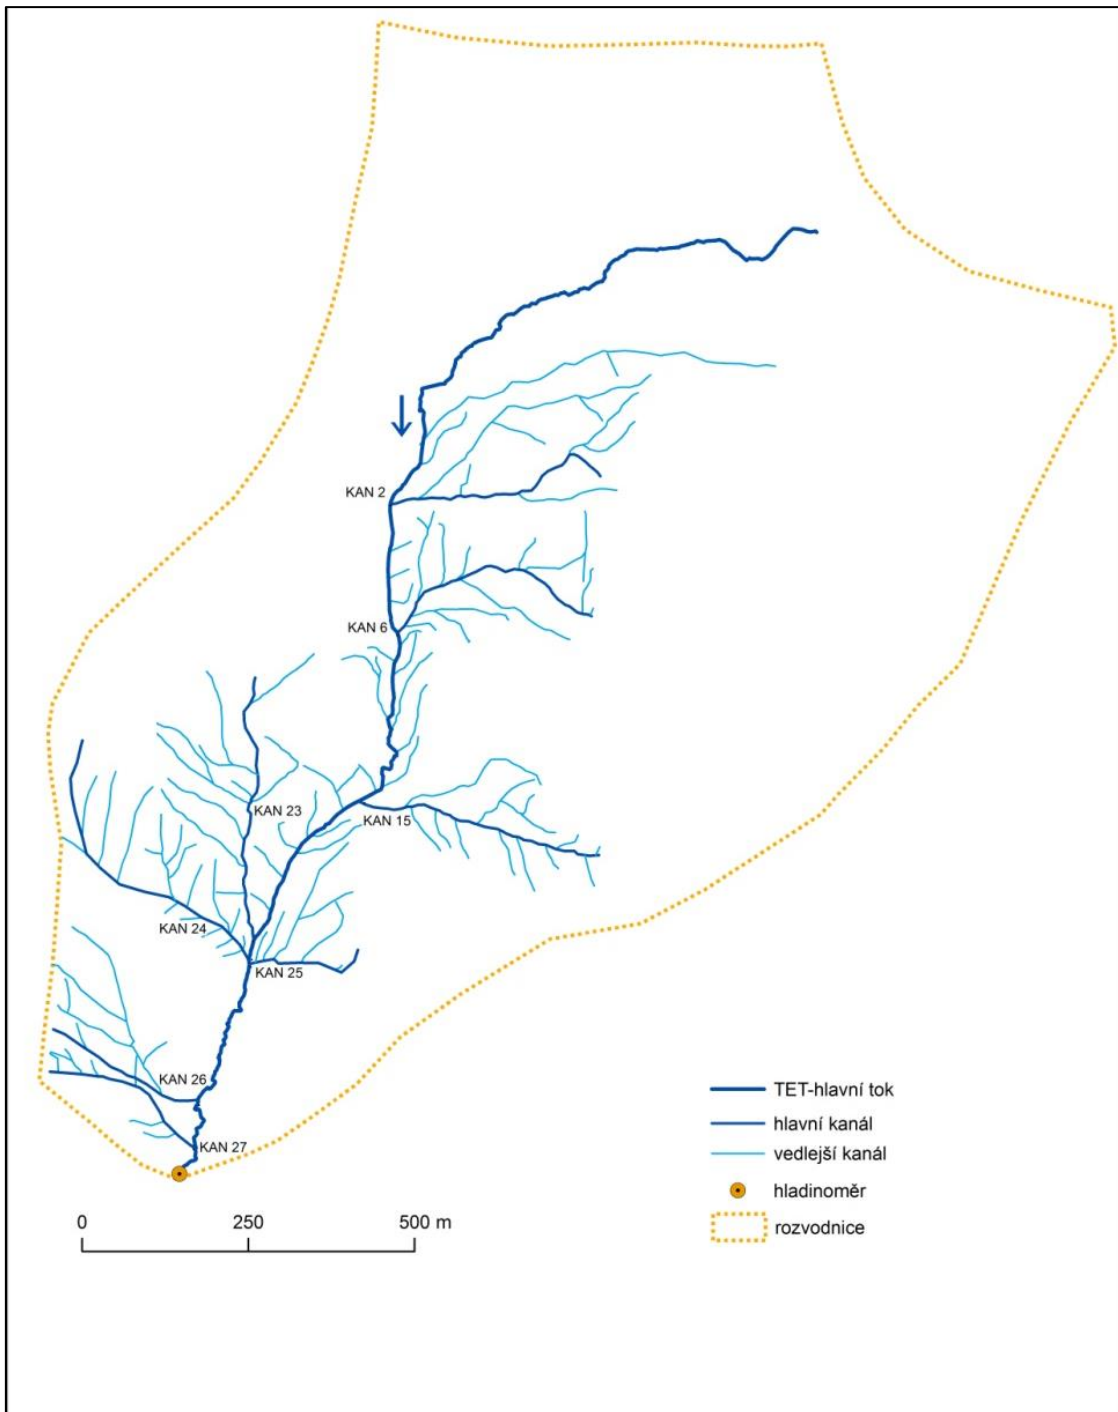 KAN 2
KAN 6
KAN 23
KAN 15
KAN 24
KAN 25
KAN 26
KAN 27
TET-hlavní tok
hlavní kanál
vedlejší kanál
hladinoměr
rozvodnice
0 250 500 m